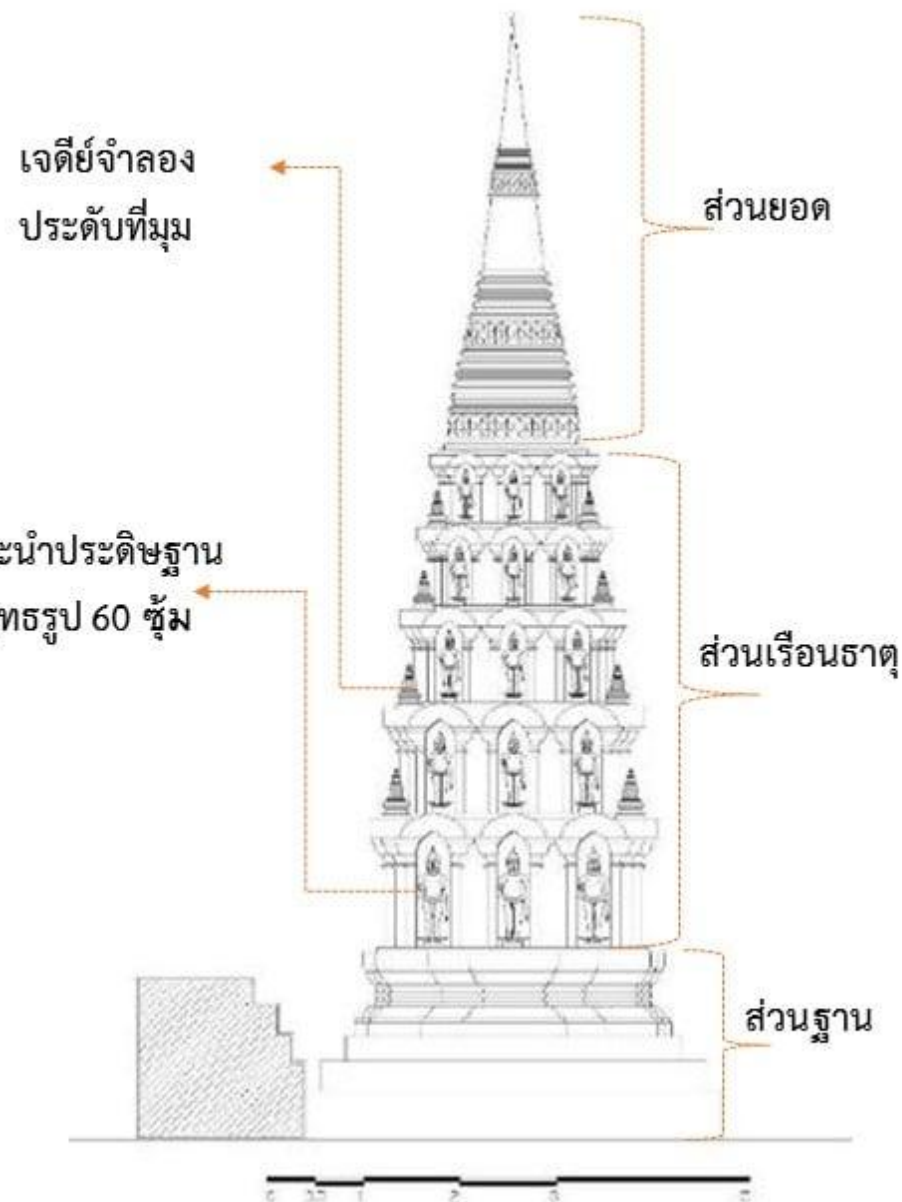 เจดีย์จำลอง
ประดับที่มุม
ส่วนยอด
ะนำประดิษฐาน
ทธรูป 60 ซุ้ม
ส่วนเรือนธาตุ
ส่วนฐาน